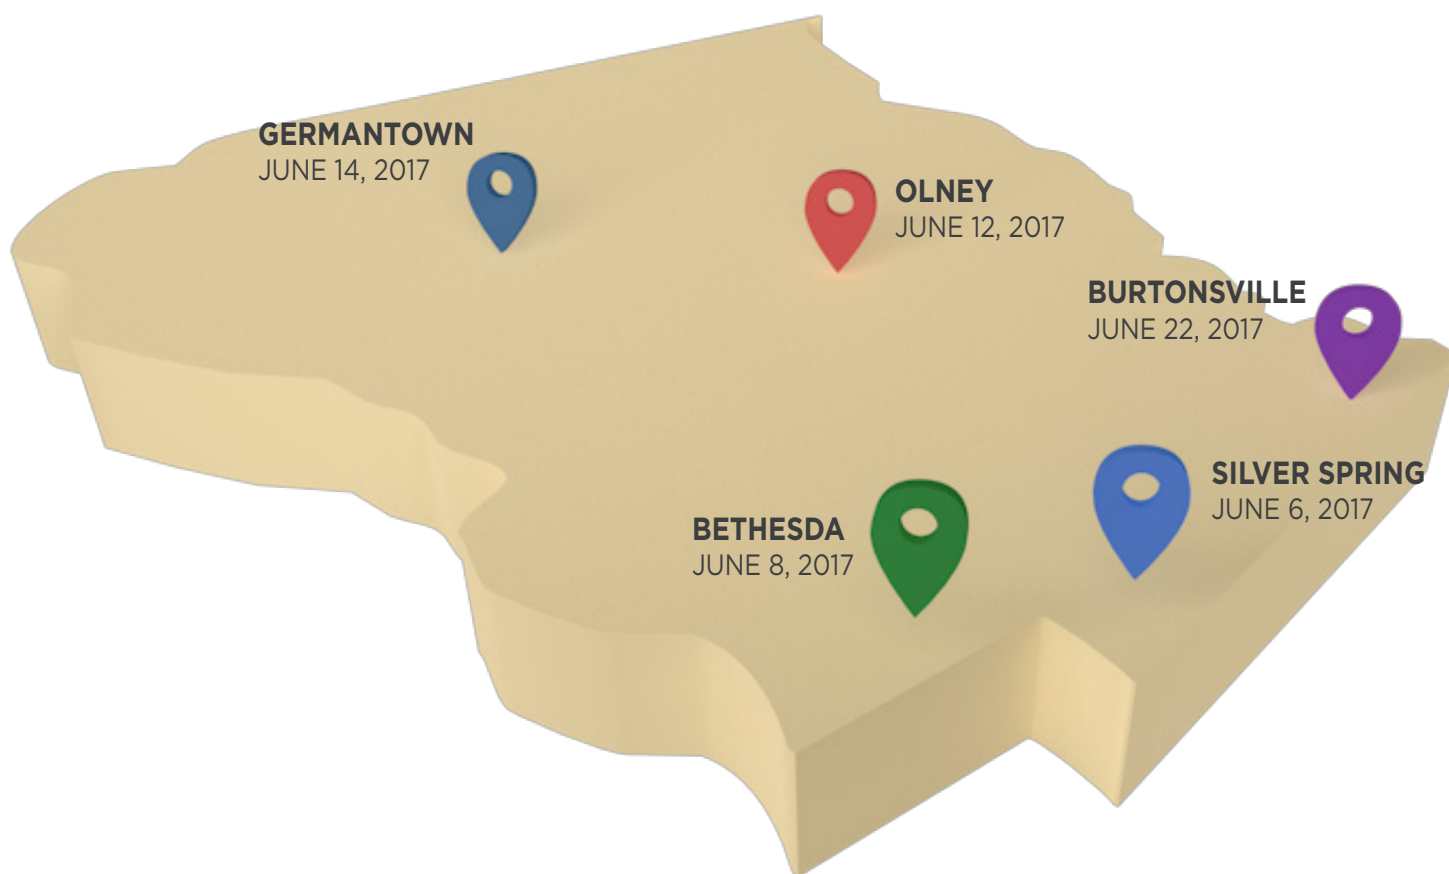 GERMANTOWN
JUNE 14, 2017
OLNEY
JUNE 12, 2017
BURTONSVILLE
JUNE 22, 2017
SILVER SPRING
JUNE 6, 2017
BETHESDA
JUNE 8, 2017